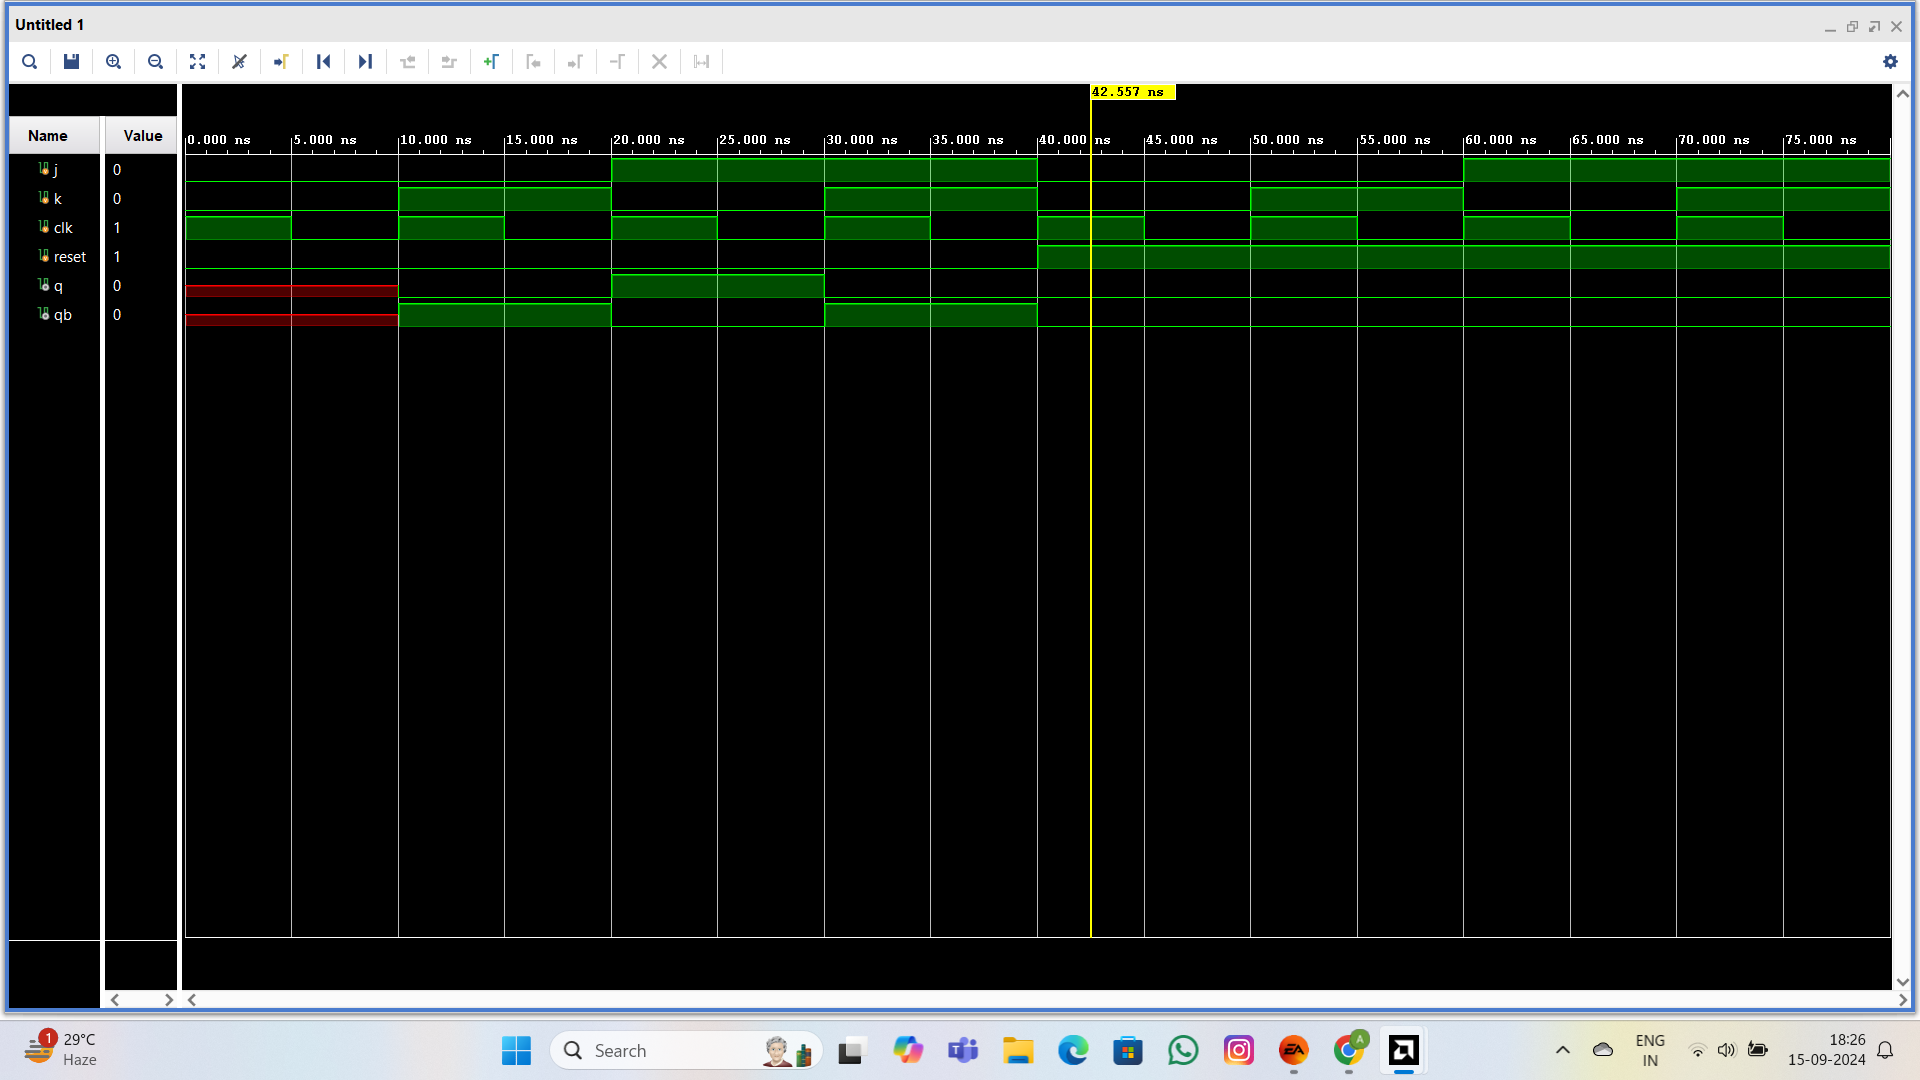 Untitled 1
42.557 ns
Name Value
0.000 ns 5.000 ns 10.000 ns 15.000 ns 20.000 ns 25.000 ns 30.000 ns 35.000 ns 40.000 ns 45.000 ns 50.000 ns 55.000 ns 60.000 ns 65.000 ns 70.000 ns 75.000 ns
j 0
k 0
clk 1
reset 1
q 0
qb 0
1
29°C
Haze
Search
EA
A
ENG
IN
18:26
15-09-2024